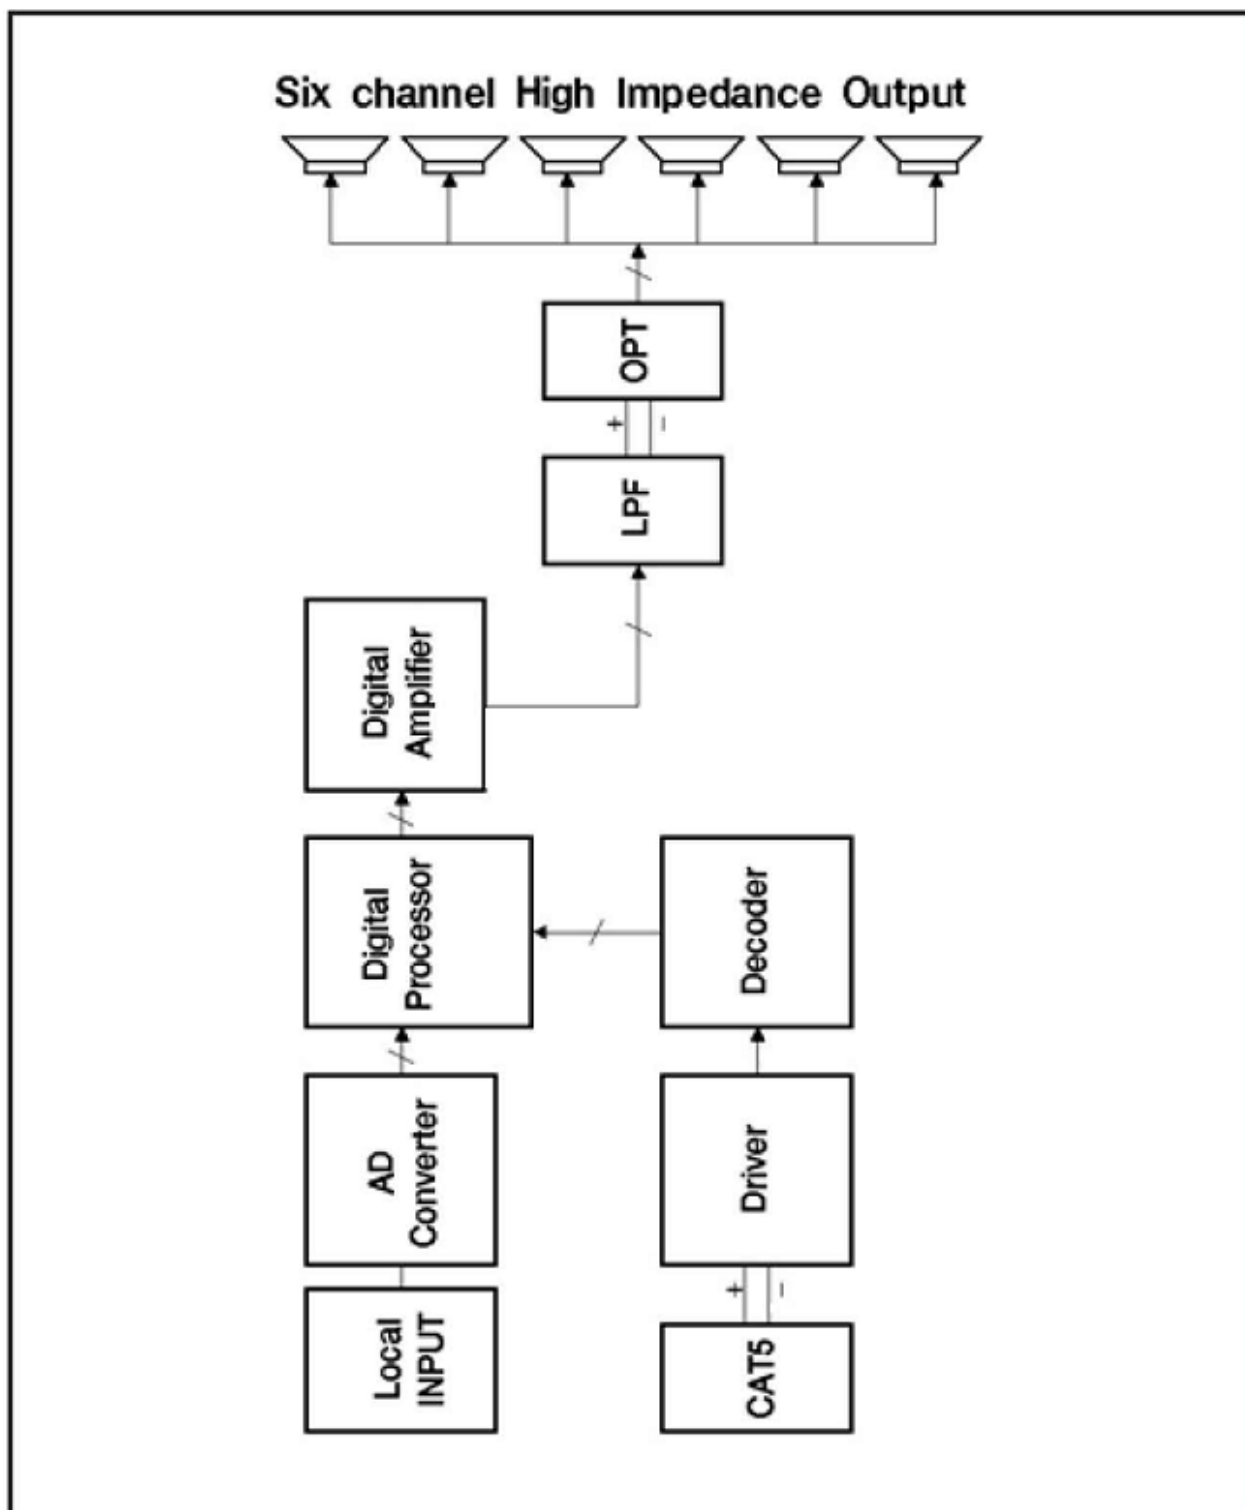 Six channel High Impedance Output
OPT
+
−
LPF
Digital
Amplifier
Digital
Processor
Decoder
AD
Converter
Driver
+
−
Local
INPUT
CAT5